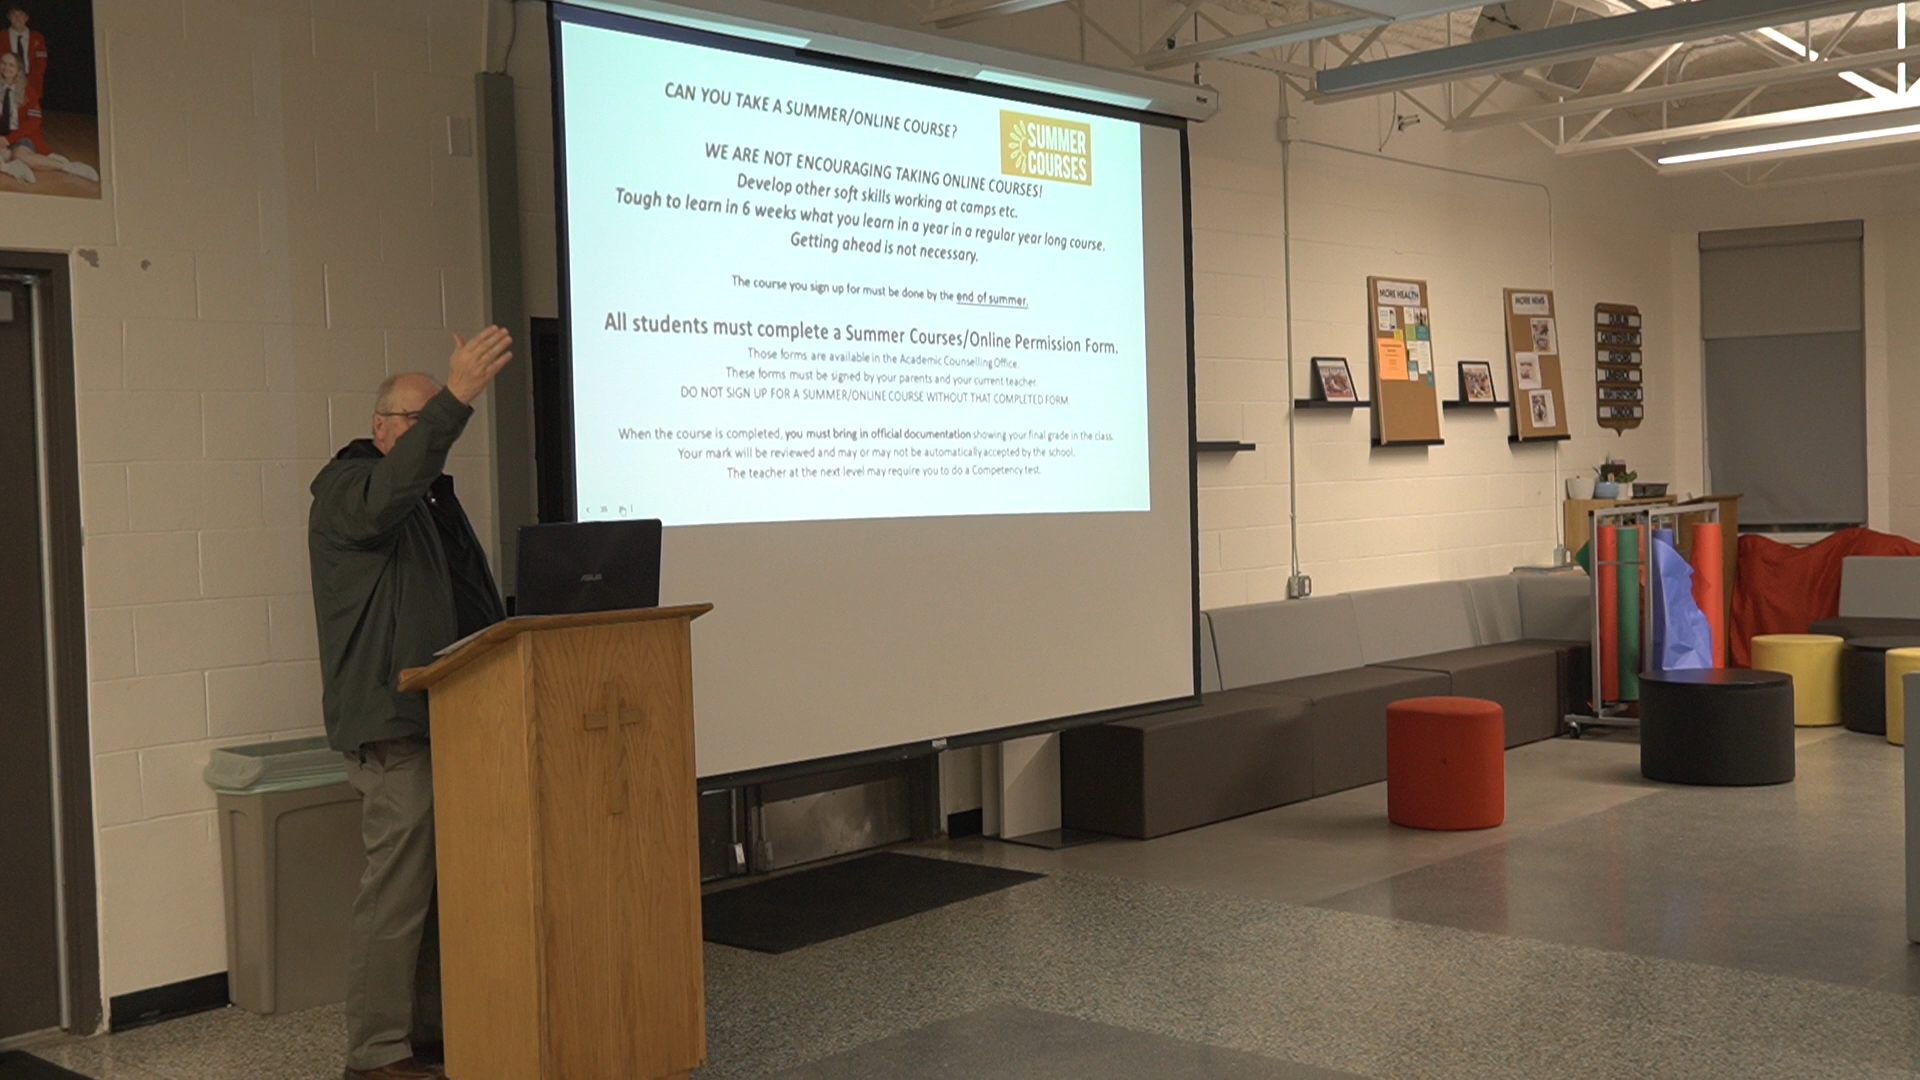 CAN YOU TAKE A SUMMER/ONLINE COURSE?
SUMMER
COURSES
WE ARE NOT ENCOURAGING TAKING ONLINE COURSES!
Develop other soft skills working at camps etc.
Tough to learn in 6 weeks what you learn in a year in a regular year long course.
Getting ahead is not necessary.
The course you sign up for must be done by the end of summer.
All students must complete a Summer Courses/Online Permission Form.
Those forms are available in the Academic Counselling Office.
These forms must be signed by your parents and your current teacher.
DO NOT SIGN UP FOR A SUMMER/ONLINE COURSE WITHOUT THAT COMPLETED FORM.
When the course is completed, you must bring in official documentation showing your final grade in the class.
Your mark will be reviewed and may or may not be automatically accepted by the school.
The teacher at the next level may require you to do a Competency test.
ASUS
MORE HEALTH
MORE NEWS
DUBLIN
CANTERBURY
OXFORD
LIMERICK
WATERFORD
LONDON